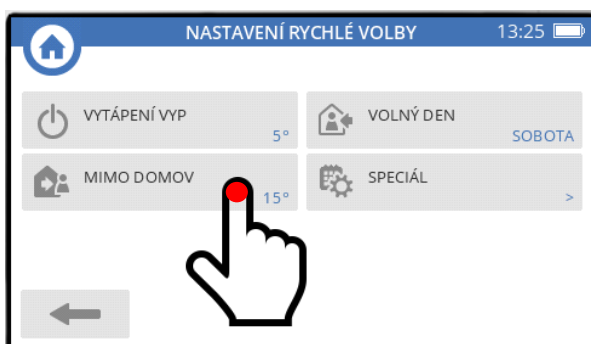 NASTAVENÍ RYCHLÉ VOLBY 13:25
VYTÁPENÍ VYP
5°
VOLNÝ DEN
SOBOTA
MIMO DOMOV
15°
SPECIÁL
>